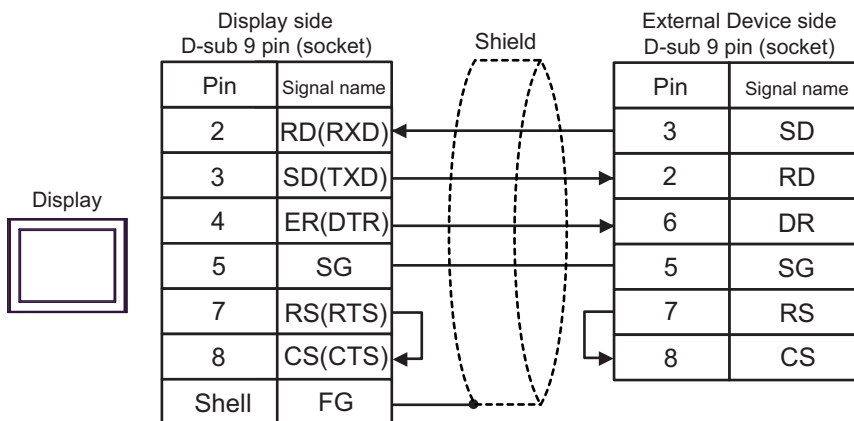 Display side
D-sub 9 pin (socket)
Shield
External Device side
D-sub 9 pin (socket)
Pin Signal name
Pin Signal name
2 RD(RXD)
3 SD
3 SD(TXD)
2 RD
Display
4 ER(DTR)
6 DR
5 SG
5 SG
7 RS(RTS)
7 RS
8 CS(CTS)
8 CS
Shell FG